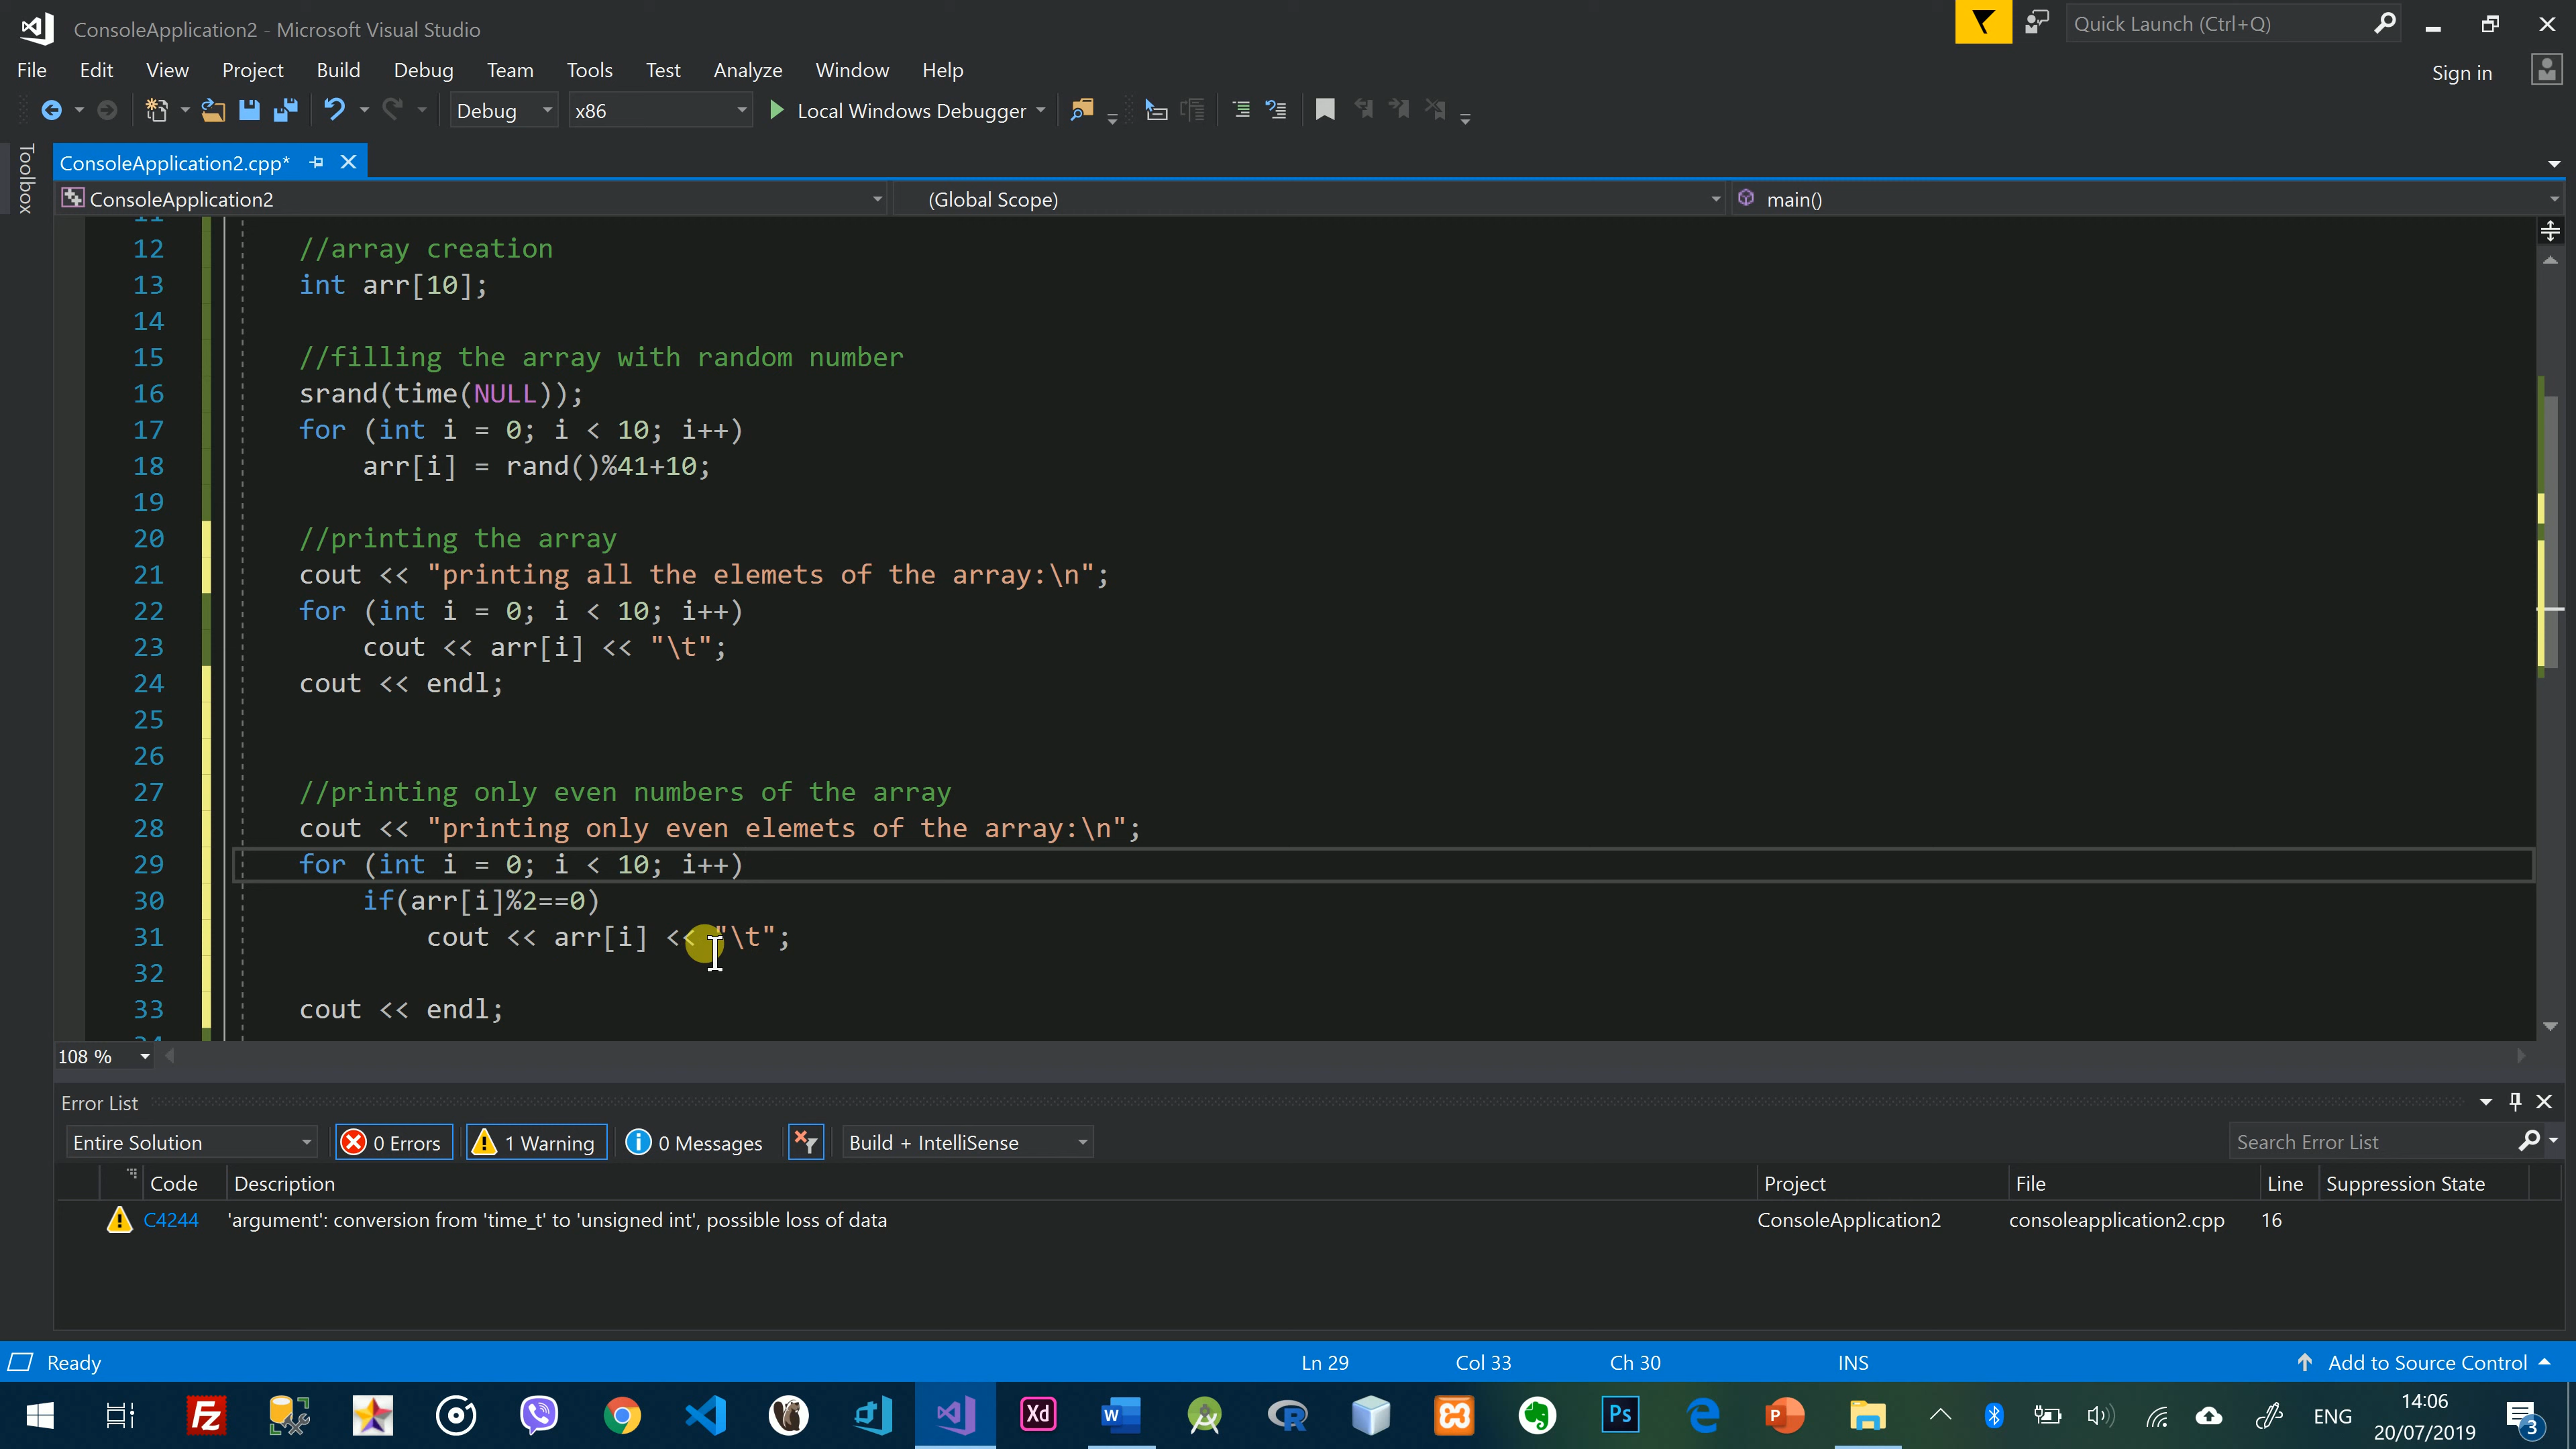 ConsoleApplication2 - Microsoft Visual Studio
Quick Launch (Ctrl+Q)
File Edit View Project Build Debug Team Tools Test Analyze Window Help
Sign in
Debug x86 Local Windows Debugger
Toolbox
ConsoleApplication2.cpp*
ConsoleApplication2 (Global Scope) main()
11
12 //array creation
13 int arr[10];
14
15 //filling the array with random number
16 srand(time(NULL));
17 for (int i = 0; i < 10; i++)
18 arr[i] = rand()%41+10;
19
20 //printing the array
21 cout << "printing all the elemets of the array:\n";
22 for (int i = 0; i < 10; i++)
23 cout << arr[i] << "\t";
24 cout << endl;
25
26
27 //printing only even numbers of the array
28 cout << "printing only even elemets of the array:\n";
29 for (int i = 0; i < 10; i++)
30 if(arr[i]%2==0)
31 cout << arr[i] << "\t";
32
33 cout << endl;
34
108 %
Error List
Entire Solution 0 Errors 1 Warning 0 Messages Build + IntelliSense Search Error List
Code Description Project File Line Suppression State
C4244 'argument': conversion from 'time_t' to 'unsigned int', possible loss of data ConsoleApplication2 consoleapplication2.cpp 16
Ready Ln 29 Col 33 Ch 30 INS Add to Source Control
Fz Xd W R Ps P ENG 14:06
20/07/2019 3